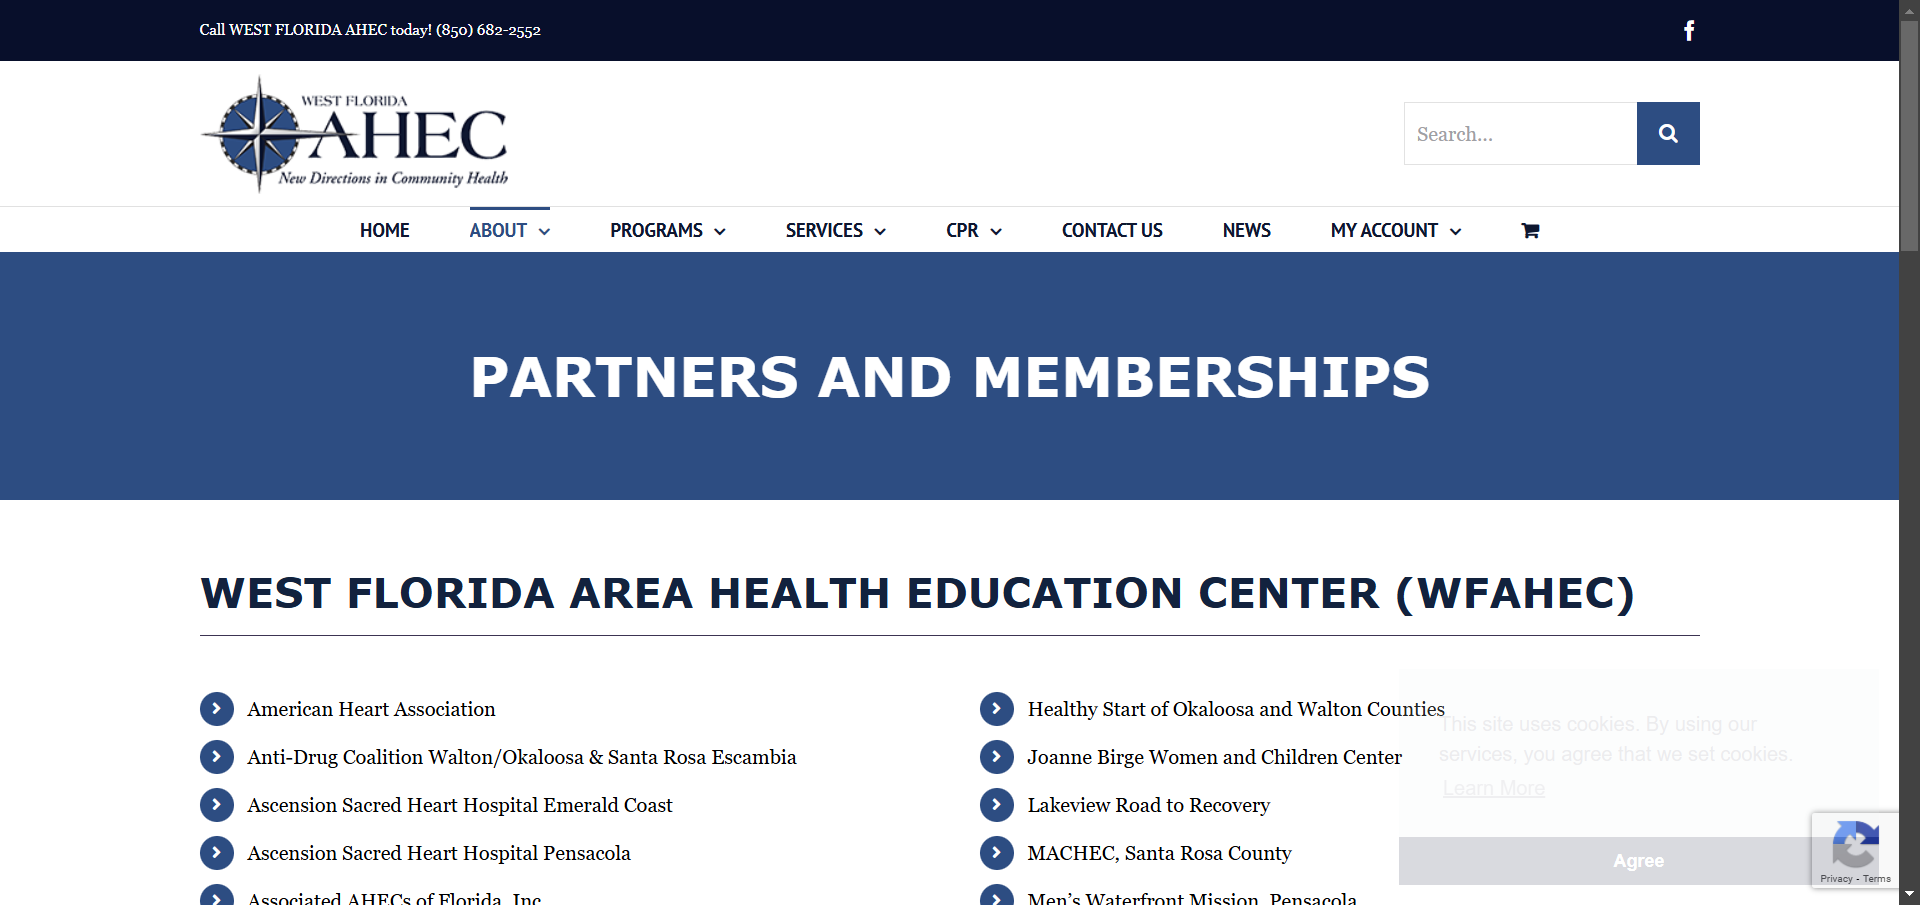 Call WEST FLORIDA AHEC today! (850) 682-2552
WEST FLORIDA
AHEC
New Directions in Community Health
Search...
HOME
ABOUT
PROGRAMS
SERVICES
CPR
CONTACT US
NEWS
MY ACCOUNT
PARTNERS AND MEMBERSHIPS
WEST FLORIDA AREA HEALTH EDUCATION CENTER (WFAHEC)
American Heart Association
Anti-Drug Coalition Walton/Okaloosa & Santa Rosa Escambia
Ascension Sacred Heart Hospital Emerald Coast
Ascension Sacred Heart Hospital Pensacola
Associated AHECs of Florida, Inc
Healthy Start of Okaloosa and Walton Counties
Joanne Birge Women and Children Center
Lakeview Road to Recovery
MACHEC, Santa Rosa County
Men's Waterfront Mission, Pensacola
This site uses cookies. By using our
services, you agree that we set cookies.
Learn More
Agree
Privacy - Terms